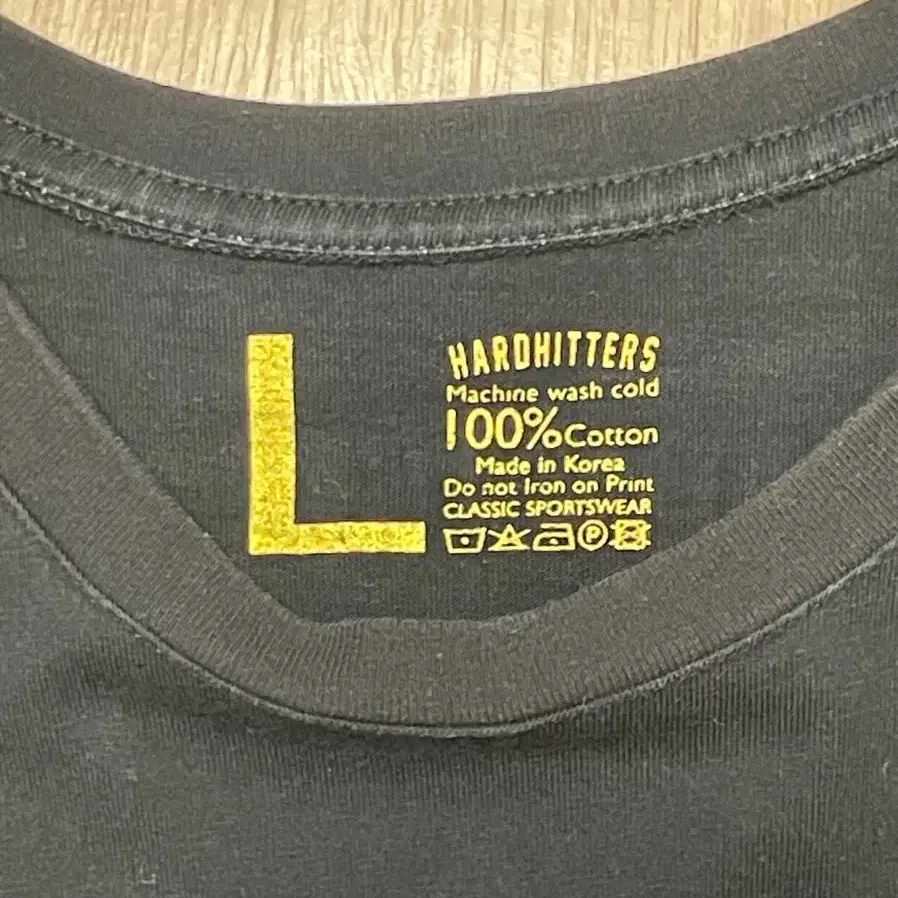 L
HARDHITTERS
Machine wash cold
100% Cotton
Made in Korea
Do not Iron on Print
CLASSIC SPORTSWEAR
P